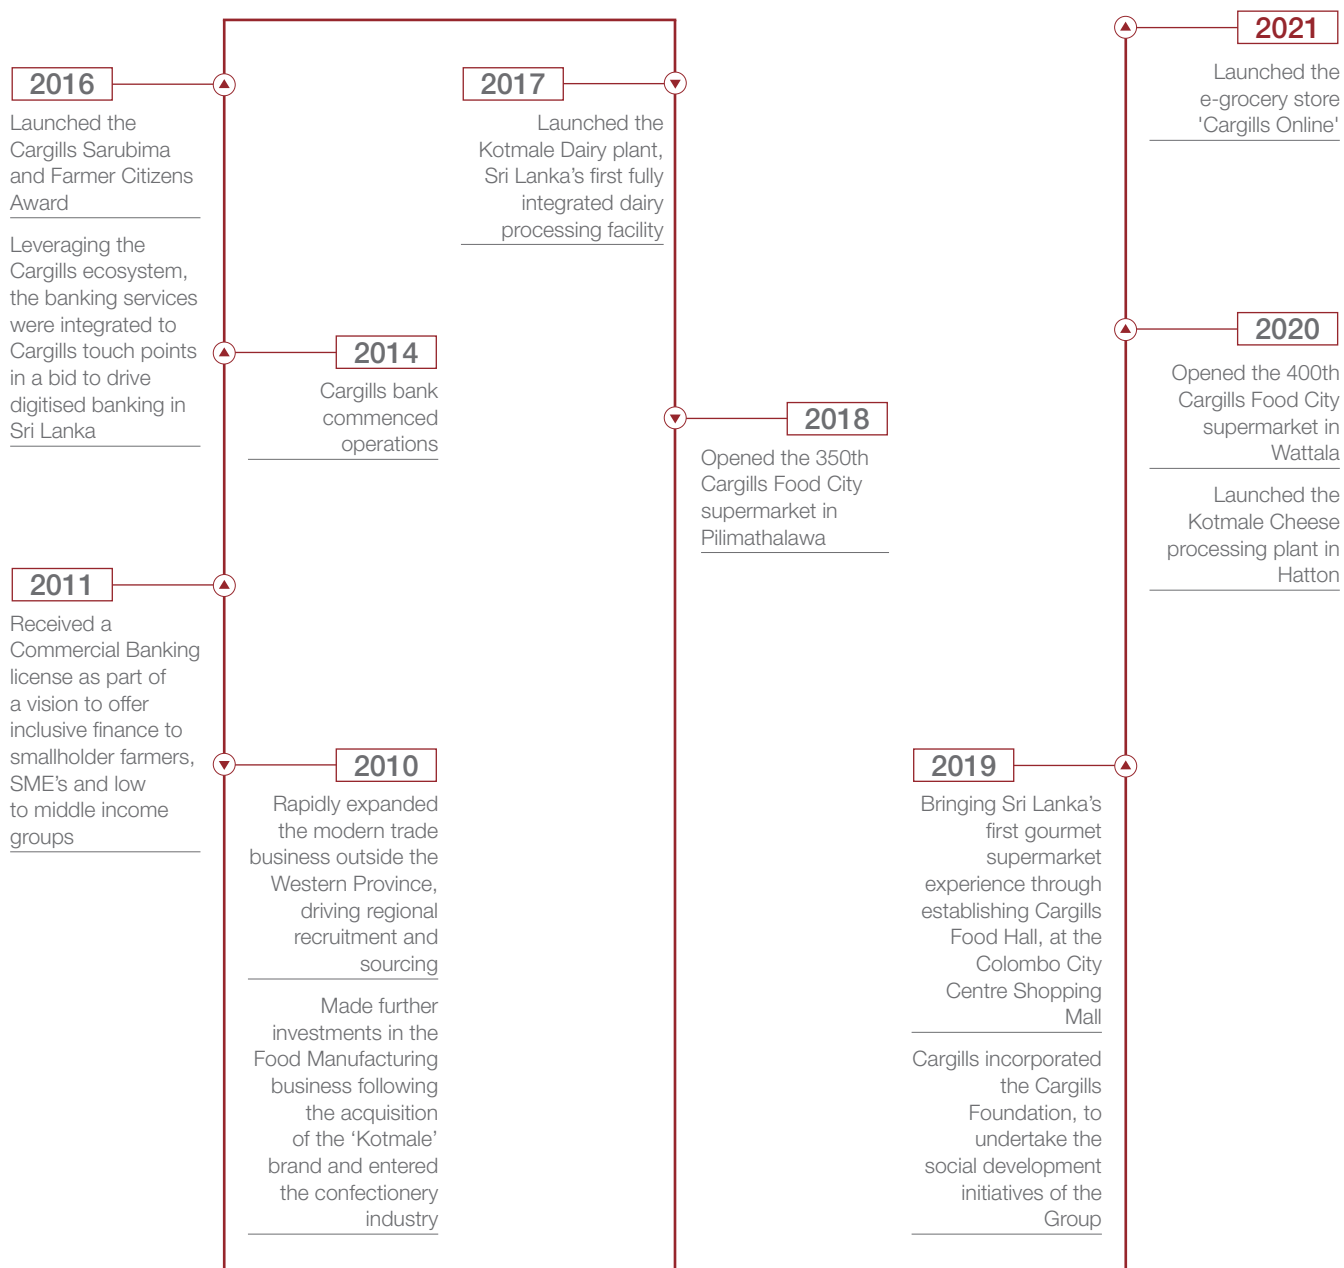 2016
Launched the
Cargills Sarubima
and Farmer Citizens
Award
Leveraging the
Cargills ecosystem,
the banking services
were integrated to
Cargills touch points
in a bid to drive
digitised banking in
Sri Lanka
2011
Received a
Commercial Banking
license as part of
a vision to offer
inclusive finance to
smallholder farmers,
SME's and low
to middle income
groups
2014
Cargills bank
commenced
operations
2010
Rapidly expanded
the modern trade
business outside the
Western Province,
driving regional
recruitment and
sourcing
Made further
investments in the
Food Manufacturing
business following
the acquisition
of the ‘Kotmale’
brand and entered
the confectionery
industry
2017
Launched the
Kotmale Dairy plant,
Sri Lanka’s first fully
integrated dairy
processing facility
2018
Opened the 350th
Cargills Food City
supermarket in
Pilimathalawa
2019
Bringing Sri Lanka’s
first gourmet
supermarket
experience through
establishing Cargills
Food Hall, at the
Colombo City
Centre Shopping
Mall
Cargills incorporated
the Cargills
Foundation, to
undertake the
social development
initiatives of the
Group
2021
Launched the
e-grocery store
'Cargills Online'
2020
Opened the 400th
Cargills Food City
supermarket in
Wattala
Launched the
Kotmale Cheese
processing plant in
Hatton